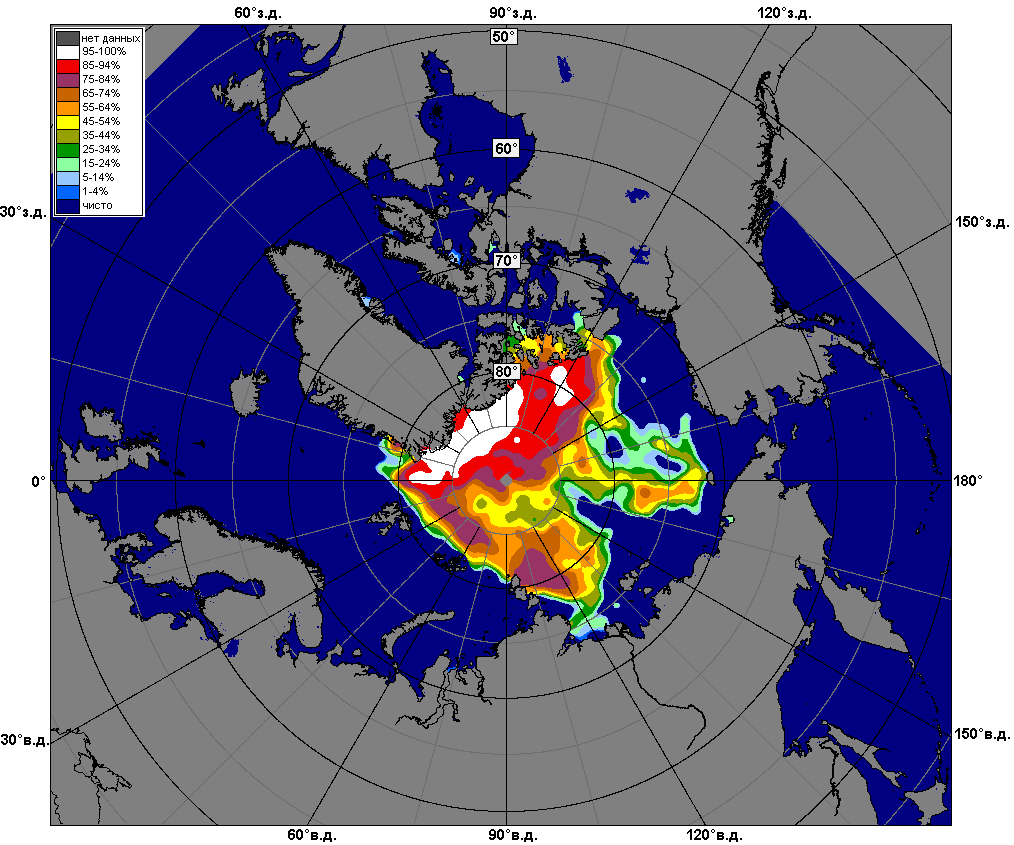 60°з.д.
90°з.д.
120°з.д.
50°
нет данных
95-100%
85-94%
75-84%
65-74%
55-64%
45-54%
35-44%
25-34%
15-24%
5-14%
1-4%
чисто
60°
30°з.д.
150°з.д.
70°
80°
0°
180°
30°в.д.
150°в.д.
60°в.д.
90°в.д.
120°в.д.